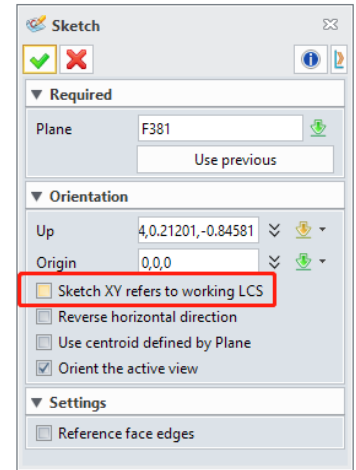 Sketch
Required
Plane F381
Use previous
Orientation
Up 4,0.21201,-0.84581
Origin 0,0,0
Sketch XY refers to working LCS
Reverse horizontal direction
Use centroid defined by Plane
Orient the active view
Settings
Reference face edges